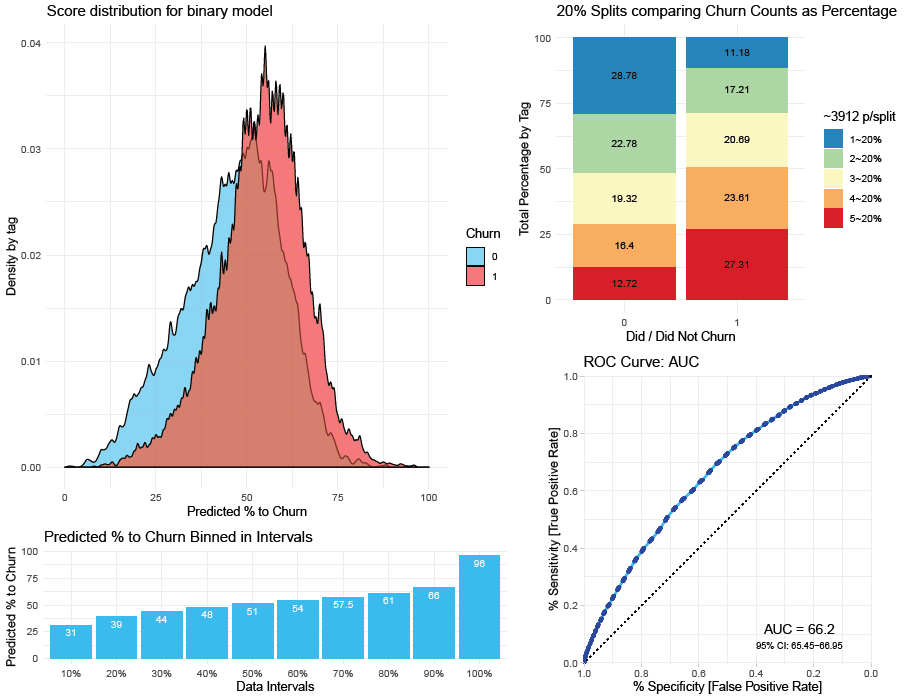 Score distribution for binary model
0.04
0.03
0.02
0.01
0.00
Density by tag
0 25 50 75 100
Predicted % to Churn
Churn
0
1
20% Splits comparing Churn Counts as Percentage
100
75
50
25
0
Total Percentage by Tag
28.78
22.78
19.32
16.4
12.72
11.18
17.21
20.69
23.61
27.31
0 1
Did / Did Not Churn
~3912 p/split
1~20%
2~20%
3~20%
4~20%
5~20%
Predicted % to Churn Binned in Intervals
100
75
50
25
0
Predicted % to Churn
31 39 44 48 51 54 57.5 61 66 96
10% 20% 30% 40% 50% 60% 70% 80% 90% 100%
Data Intervals
ROC Curve: AUC
1.0
0.8
0.6
0.4
0.2
0.0
% Sensitivity [True Positive Rate]
AUC = 66.2
95% CI: 65.45–66.95
1.0 0.8 0.6 0.4 0.2 0.0
% Specificity [False Positive Rate]